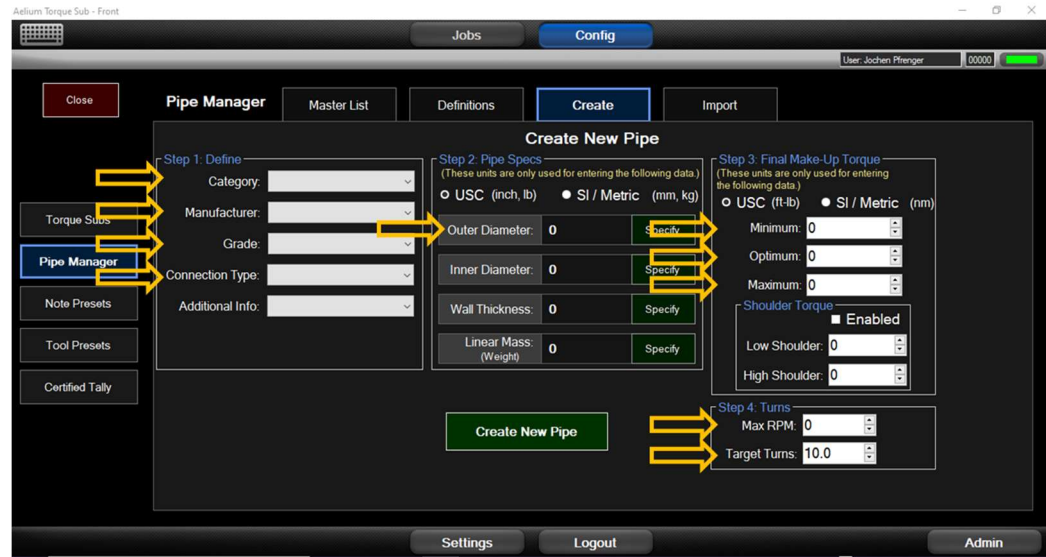 Aelium Torque Sub - Front
Jobs
Config
User: Jochen Pfrenger
00000
Close
Pipe Manager
Master List
Definitions
Create
Import
Create New Pipe
Step 1: Define
Category:
Manufacturer:
Grade:
Connection Type:
Additional Info:
Step 2: Pipe Specs
(These units are only used for entering the following data.)
USC (inch, lb)
SI / Metric (mm, kg)
Outer Diameter: 0 Specify
Inner Diameter: 0 Specify
Wall Thickness: 0 Specify
Linear Mass: 0 Specify
(Weight)
Step 3: Final Make-Up Torque
(These units are only used for entering
the following data.)
USC (ft-lb)
SI / Metric (nm)
Minimum: 0
Optimum: 0
Maximum: 0
Shoulder Torque
Enabled
Low Shoulder: 0
High Shoulder: 0
Step 4: Turns
Max RPM: 0
Target Turns: 10.0
Create New Pipe
Torque Subs
Pipe Manager
Note Presets
Tool Presets
Certified Tally
Settings
Logout
Admin